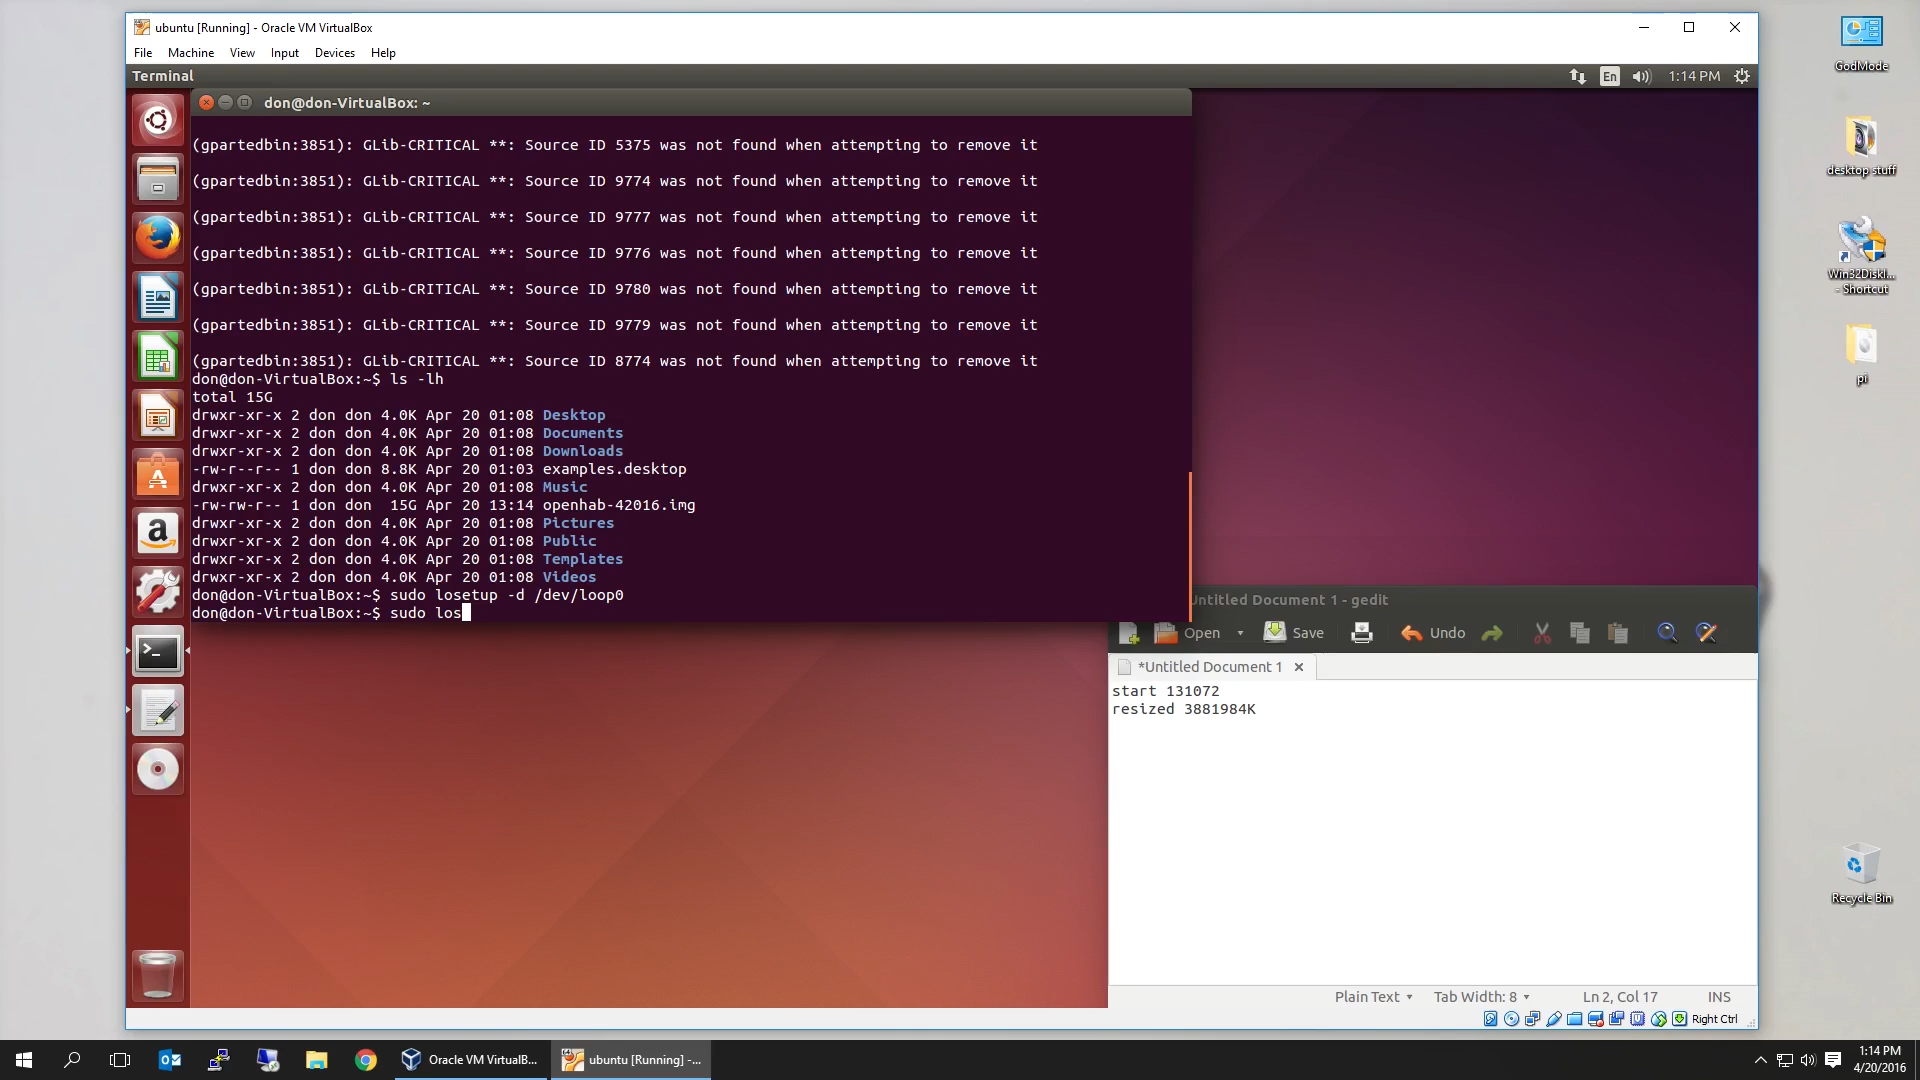 ubuntu [Running] - Oracle VM VirtualBox
File Machine View Input Devices Help
Terminal
En
1:14 PM
don@don-VirtualBox: ~
(gpartedbin:3851): GLib-CRITICAL **: Source ID 5375 was not found when attempting to remove it
(gpartedbin:3851): GLib-CRITICAL **: Source ID 9774 was not found when attempting to remove it
(gpartedbin:3851): GLib-CRITICAL **: Source ID 9777 was not found when attempting to remove it
(gpartedbin:3851): GLib-CRITICAL **: Source ID 9776 was not found when attempting to remove it
(gpartedbin:3851): GLib-CRITICAL **: Source ID 9780 was not found when attempting to remove it
(gpartedbin:3851): GLib-CRITICAL **: Source ID 9779 was not found when attempting to remove it
(gpartedbin:3851): GLib-CRITICAL **: Source ID 8774 was not found when attempting to remove it
don@don-VirtualBox:~$ ls -lh
total 15G
drwxr-xr-x 2 don don 4.0K Apr 20 01:08 Desktop
drwxr-xr-x 2 don don 4.0K Apr 20 01:08 Documents
drwxr-xr-x 2 don don 4.0K Apr 20 01:08 Downloads
-rw-r--r-- 1 don don 8.8K Apr 20 01:03 examples.desktop
drwxr-xr-x 2 don don 4.0K Apr 20 01:08 Music
-rw-rw-r-- 1 don don  15G Apr 20 13:14 openhab-42016.img
drwxr-xr-x 2 don don 4.0K Apr 20 01:08 Pictures
drwxr-xr-x 2 don don 4.0K Apr 20 01:08 Public
drwxr-xr-x 2 don don 4.0K Apr 20 01:08 Templates
drwxr-xr-x 2 don don 4.0K Apr 20 01:08 Videos
don@don-VirtualBox:~$ sudo losetup -d /dev/loop0
don@don-VirtualBox:~$ sudo los
ntitled Document 1 - gedit
Open Save Undo
*Untitled Document 1
start 131072
resized 3881984K
Plain Text Tab Width: 8 Ln 2, Col 17 INS
Right Ctrl
GodMode
desktop stuff
Win32DiskI...
- Shortcut
pi
Recycle Bin
Oracle VM VirtualB...
ubuntu [Running] -...
1:14 PM
4/20/2016